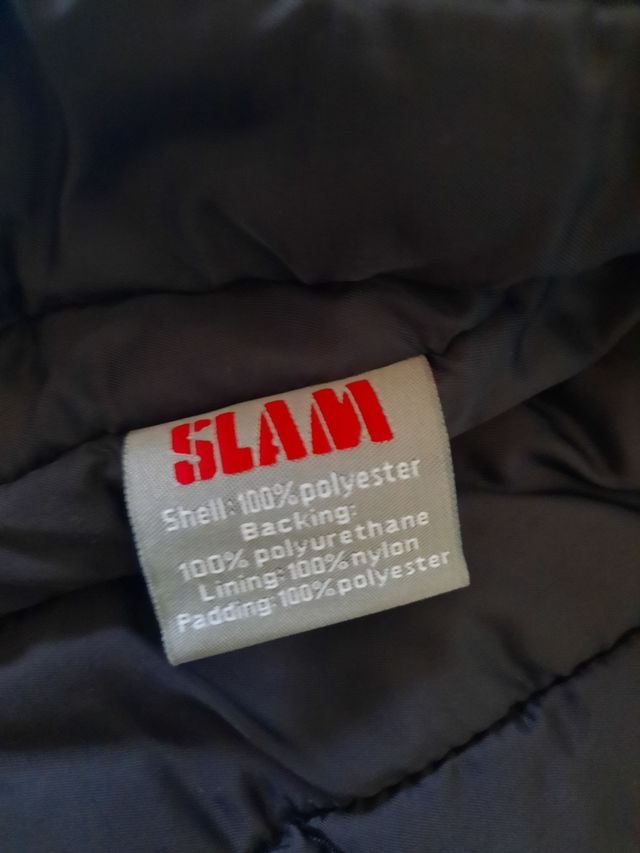 SLAM
Shell:100%polyester
Backing:
100% polyurethane
Lining:100%nylon
Padding:100%polyester